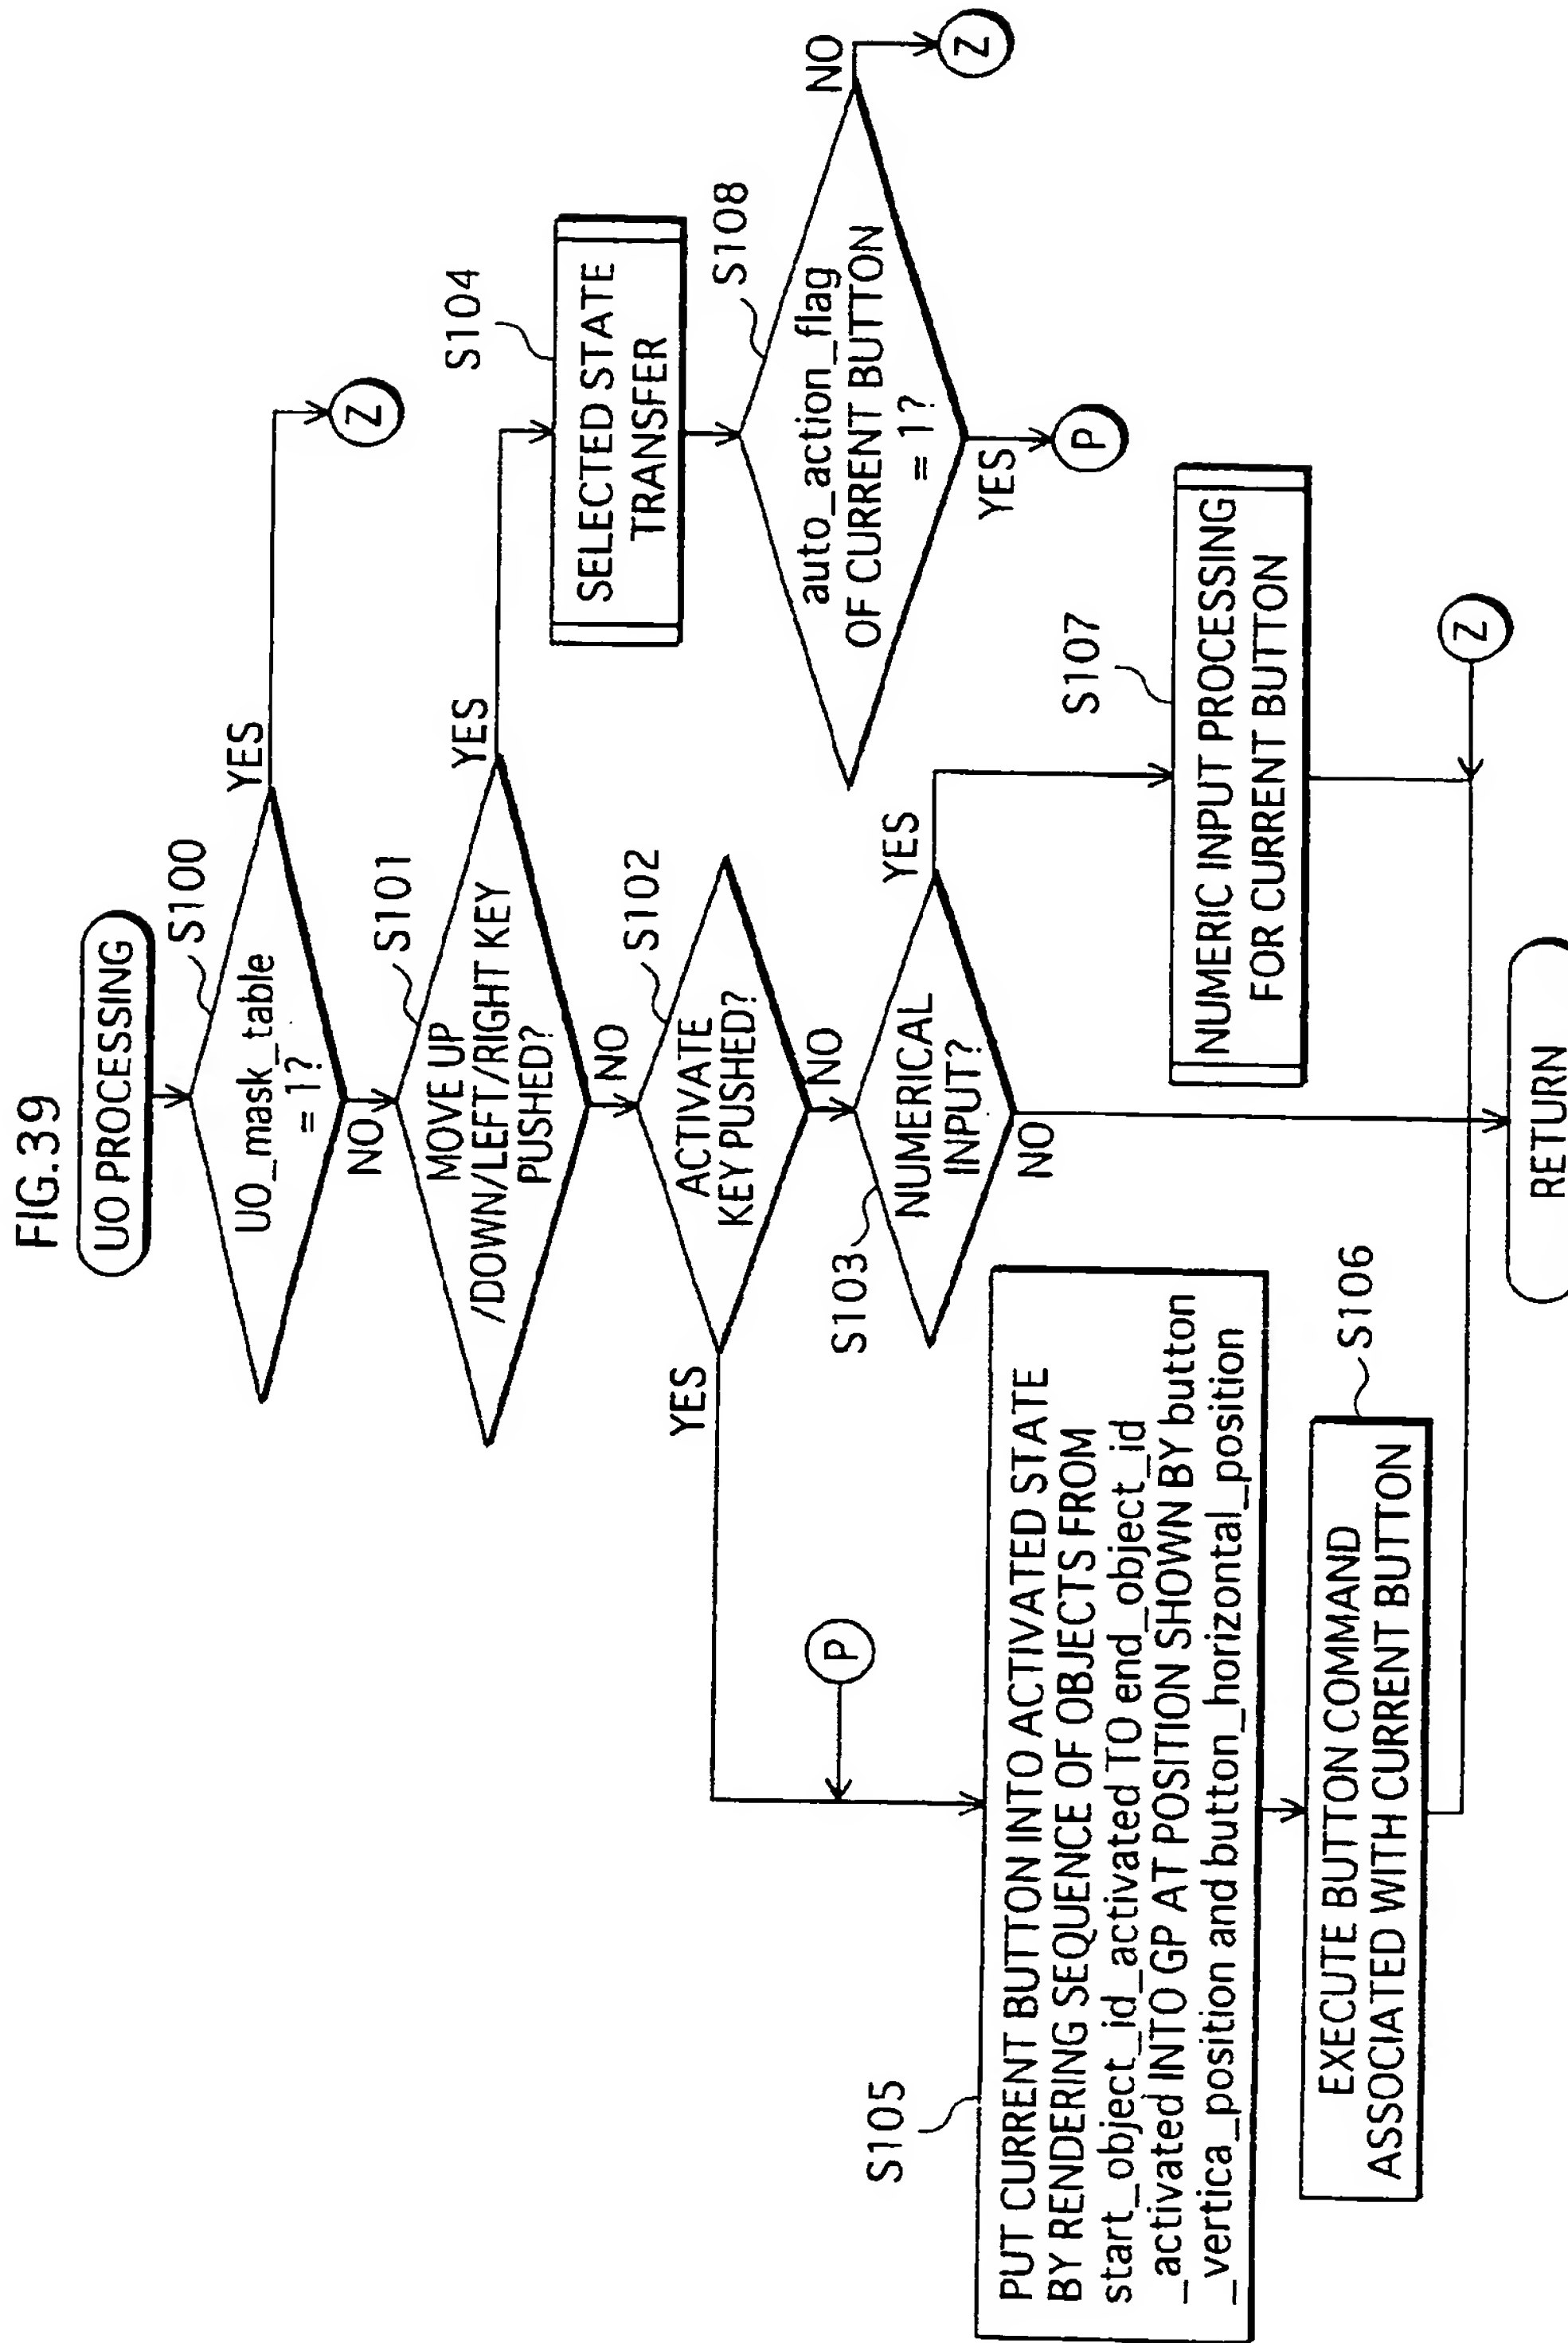 FIG.39
UO PROCESSING
S100
UO_mask_table
= 1?
YES
Z
NO
S101
MOVE UP
/DOWN/LEFT/RIGHT KEY
PUSHED?
YES
NO
S104
SELECTED STATE
TRANSFER
S108
auto_action_flag
OF CURRENT BUTTON
= 1?
NO
Z
YES
P
S102
ACTIVATE
KEY PUSHED?
YES
NO
S103
NUMERICAL
INPUT?
YES
NO
S107
NUMERIC INPUT PROCESSING
FOR CURRENT BUTTON
P
S105
PUT CURRENT BUTTON INTO ACTIVATED STATE
BY RENDERING SEQUENCE OF OBJECTS FROM
start_object_id_activated TO end_object_id
_activated INTO GP AT POSITION SHOWN BY button
_vertica_position and button_horizontal_position
S106
EXECUTE BUTTON COMMAND
ASSOCIATED WITH CURRENT BUTTON
Z
RETURN